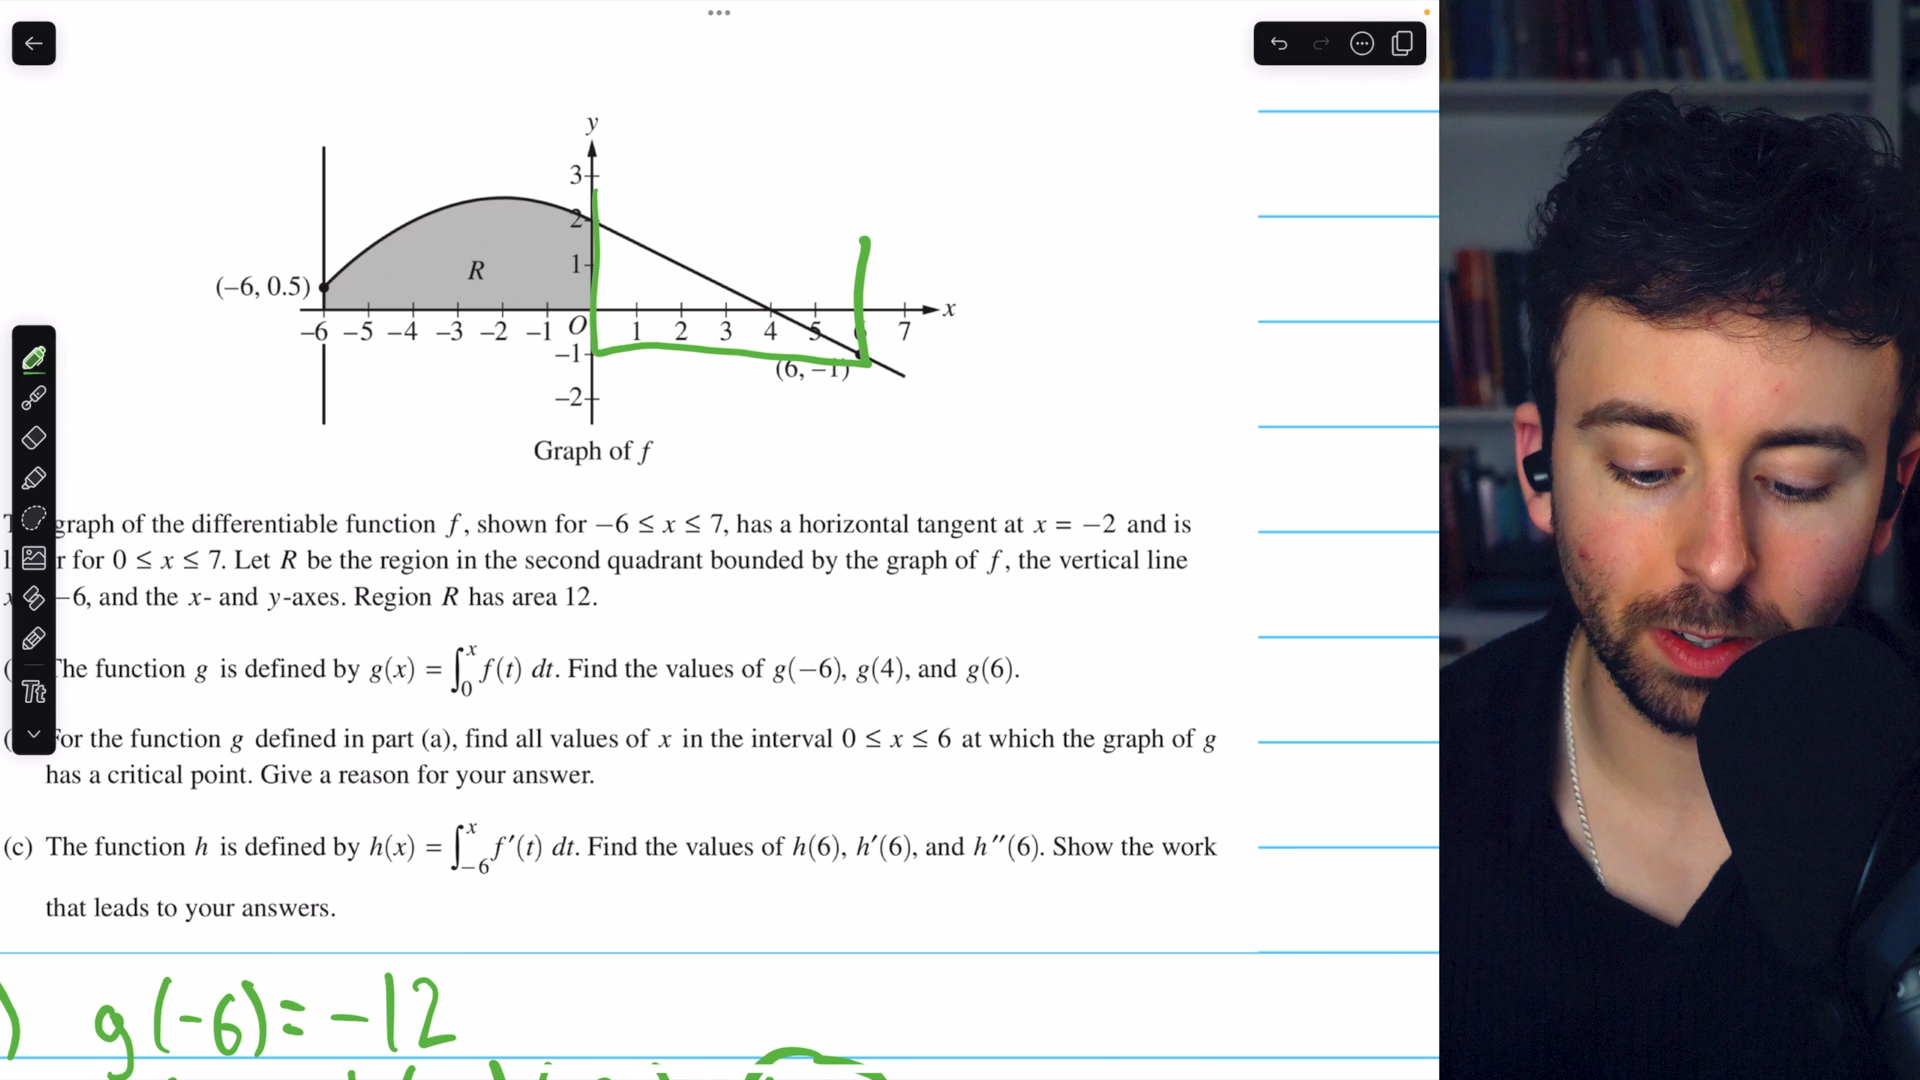 y
3
2
1
R
(−6, 0.5)
x
−6 −5 −4 −3 −2 −1 O 1 2 3 4 5 7
−1
(6, −1)
−2
Graph of f
graph of the differentiable function f, shown for −6 ≤ x ≤ 7, has a horizontal tangent at x = −2 and is
r for 0 ≤ x ≤ 7. Let R be the region in the second quadrant bounded by the graph of f, the vertical line
−6, and the x- and y-axes. Region R has area 12.
The function g is defined by g(x) = ∫₀ˣ f(t) dt. Find the values of g(−6), g(4), and g(6).
For the function g defined in part (a), find all values of x in the interval 0 ≤ x ≤ 6 at which the graph of g
has a critical point. Give a reason for your answer.
(c) The function h is defined by h(x) = ∫₋₆ˣ f′(t) dt. Find the values of h(6), h′(6), and h″(6). Show the work
that leads to your answers.
Tt
) g(-6)= -12